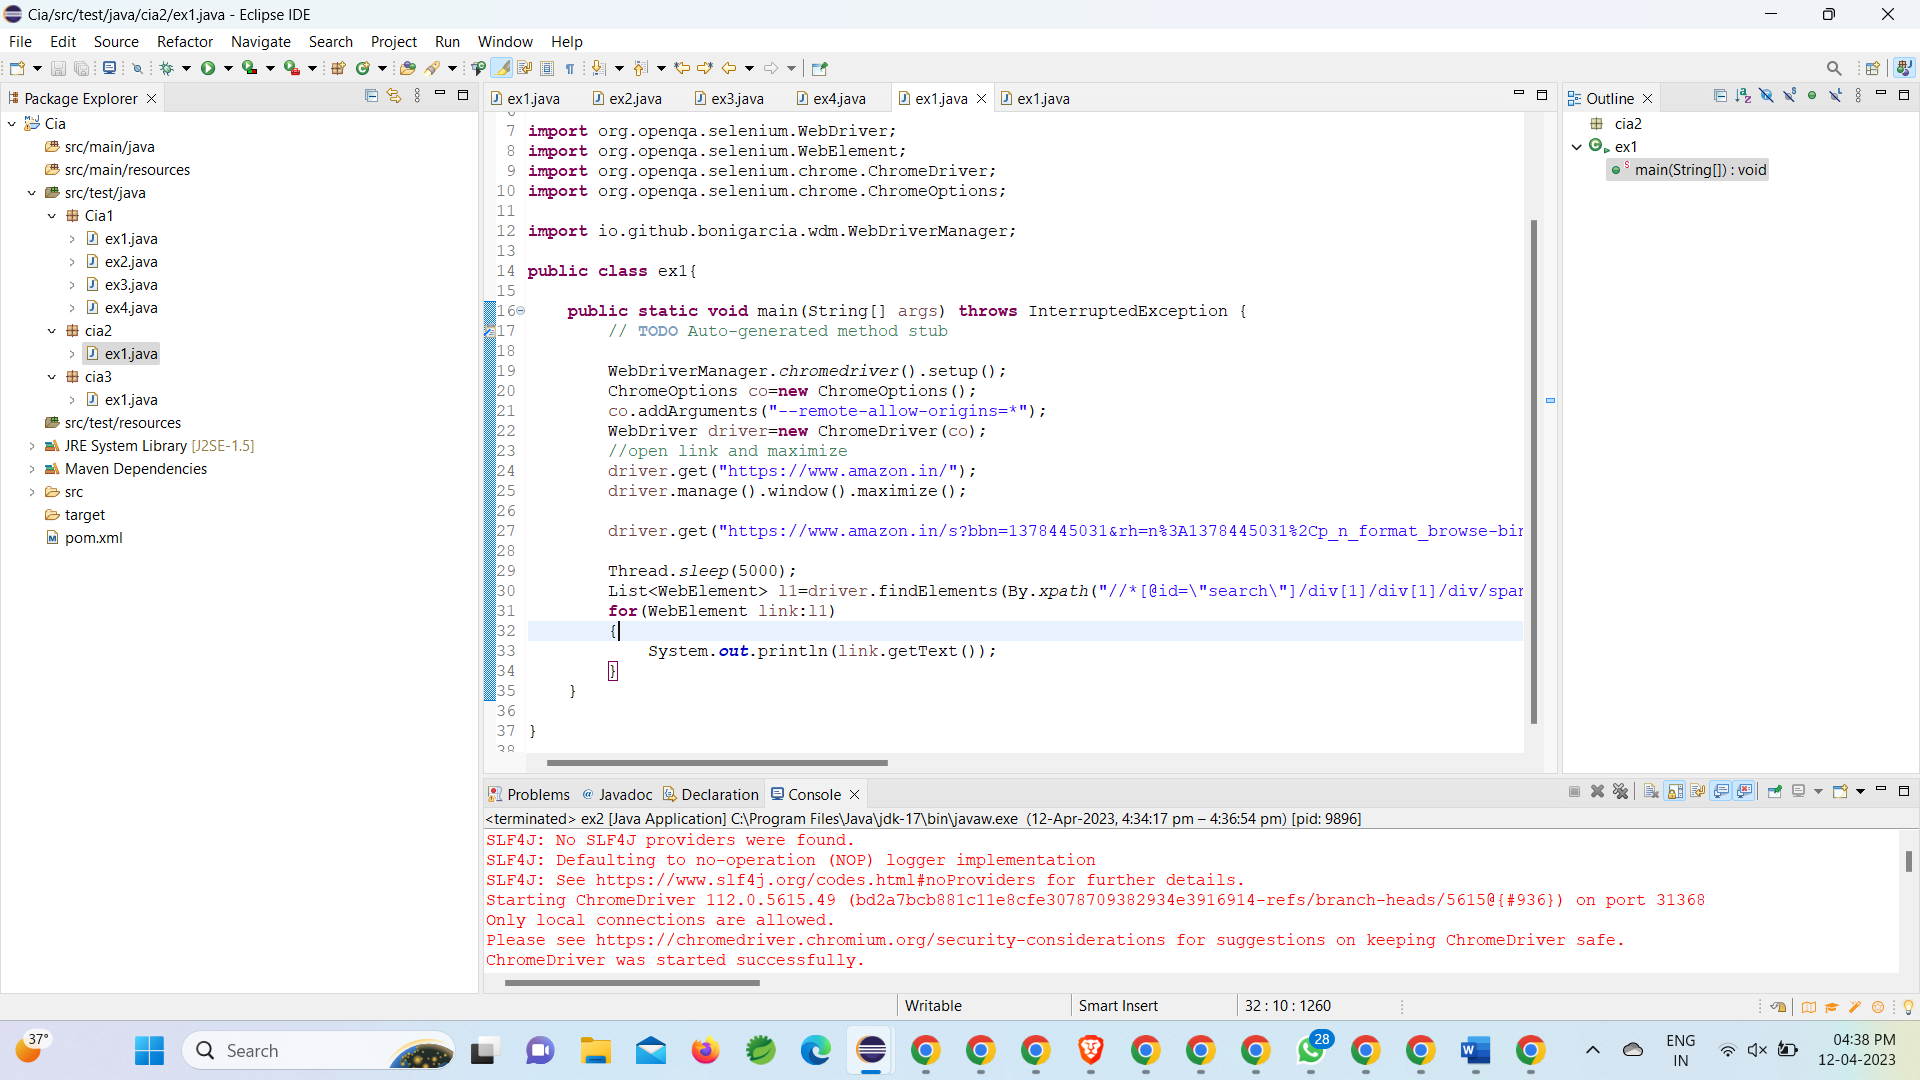 Cia/src/test/java/cia2/ex1.java - Eclipse IDE
File Edit Source Refactor Navigate Search Project Run Window Help
Package Explorer
Cia
src/main/java
src/main/resources
src/test/java
Cia1
ex1.java
ex2.java
ex3.java
ex4.java
cia2
ex1.java
cia3
ex1.java
src/test/resources
JRE System Library [J2SE-1.5]
Maven Dependencies
src
target
pom.xml
ex1.java ex2.java ex3.java ex4.java ex1.java ex1.java
7 import org.openqa.selenium.WebDriver;
8 import org.openqa.selenium.WebElement;
9 import org.openqa.selenium.chrome.ChromeDriver;
10 import org.openqa.selenium.chrome.ChromeOptions;
11
12 import io.github.bonigarcia.wdm.WebDriverManager;
13
14 public class ex1{
15
16 public static void main(String[] args) throws InterruptedException {
17 // TODO Auto-generated method stub
18
19 WebDriverManager.chromedriver().setup();
20 ChromeOptions co=new ChromeOptions();
21 co.addArguments("--remote-allow-origins=*");
22 WebDriver driver=new ChromeDriver(co);
23 //open link and maximize
24 driver.get("https://www.amazon.in/");
25 driver.manage().window().maximize();
26
27 driver.get("https://www.amazon.in/s?bbn=1378445031&rh=n%3A1378445031%2Cp_n_format_browse-bin
28
29 Thread.sleep(5000);
30 List<WebElement> l1=driver.findElements(By.xpath("//*[@id=\"search\"]/div[1]/div[1]/div/span
31 for(WebElement link:l1)
32 {
33 System.out.println(link.getText());
34 }
35 }
36
37 }
38
Outline
cia2
ex1
main(String[]) : void
Problems @ Javadoc Declaration Console
<terminated> ex2 [Java Application] C:\Program Files\Java\jdk-17\bin\javaw.exe (12-Apr-2023, 4:34:17 pm – 4:36:54 pm) [pid: 9896]
SLF4J: No SLF4J providers were found.
SLF4J: Defaulting to no-operation (NOP) logger implementation
SLF4J: See https://www.slf4j.org/codes.html#noProviders for further details.
Starting ChromeDriver 112.0.5615.49 (bd2a7bcb881c11e8cfe3078709382934e3916914-refs/branch-heads/5615@{#936}) on port 31368
Only local connections are allowed.
Please see https://chromedriver.chromium.org/security-considerations for suggestions on keeping ChromeDriver safe.
ChromeDriver was started successfully.
Writable Smart Insert 32 : 10 : 1260
37°
Search
28
ENG
IN
04:38 PM
12-04-2023